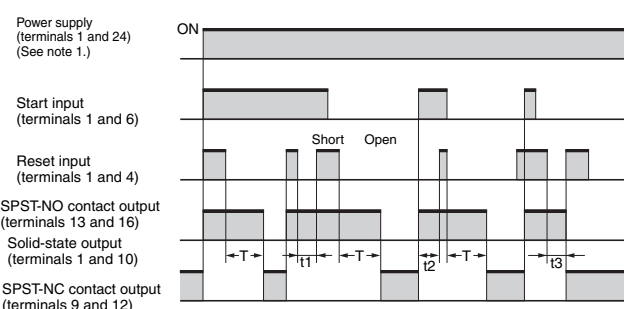 Power supply
(terminals 1 and 24)
(See note 1.)
ON
Start input
(terminals 1 and 6)
Short Open
Reset input
(terminals 1 and 4)
SPST-NO contact output
(terminals 13 and 16)
Solid-state output
(terminals 1 and 10)
T t1 T t2 T t3
SPST-NC contact output
(terminals 9 and 12)